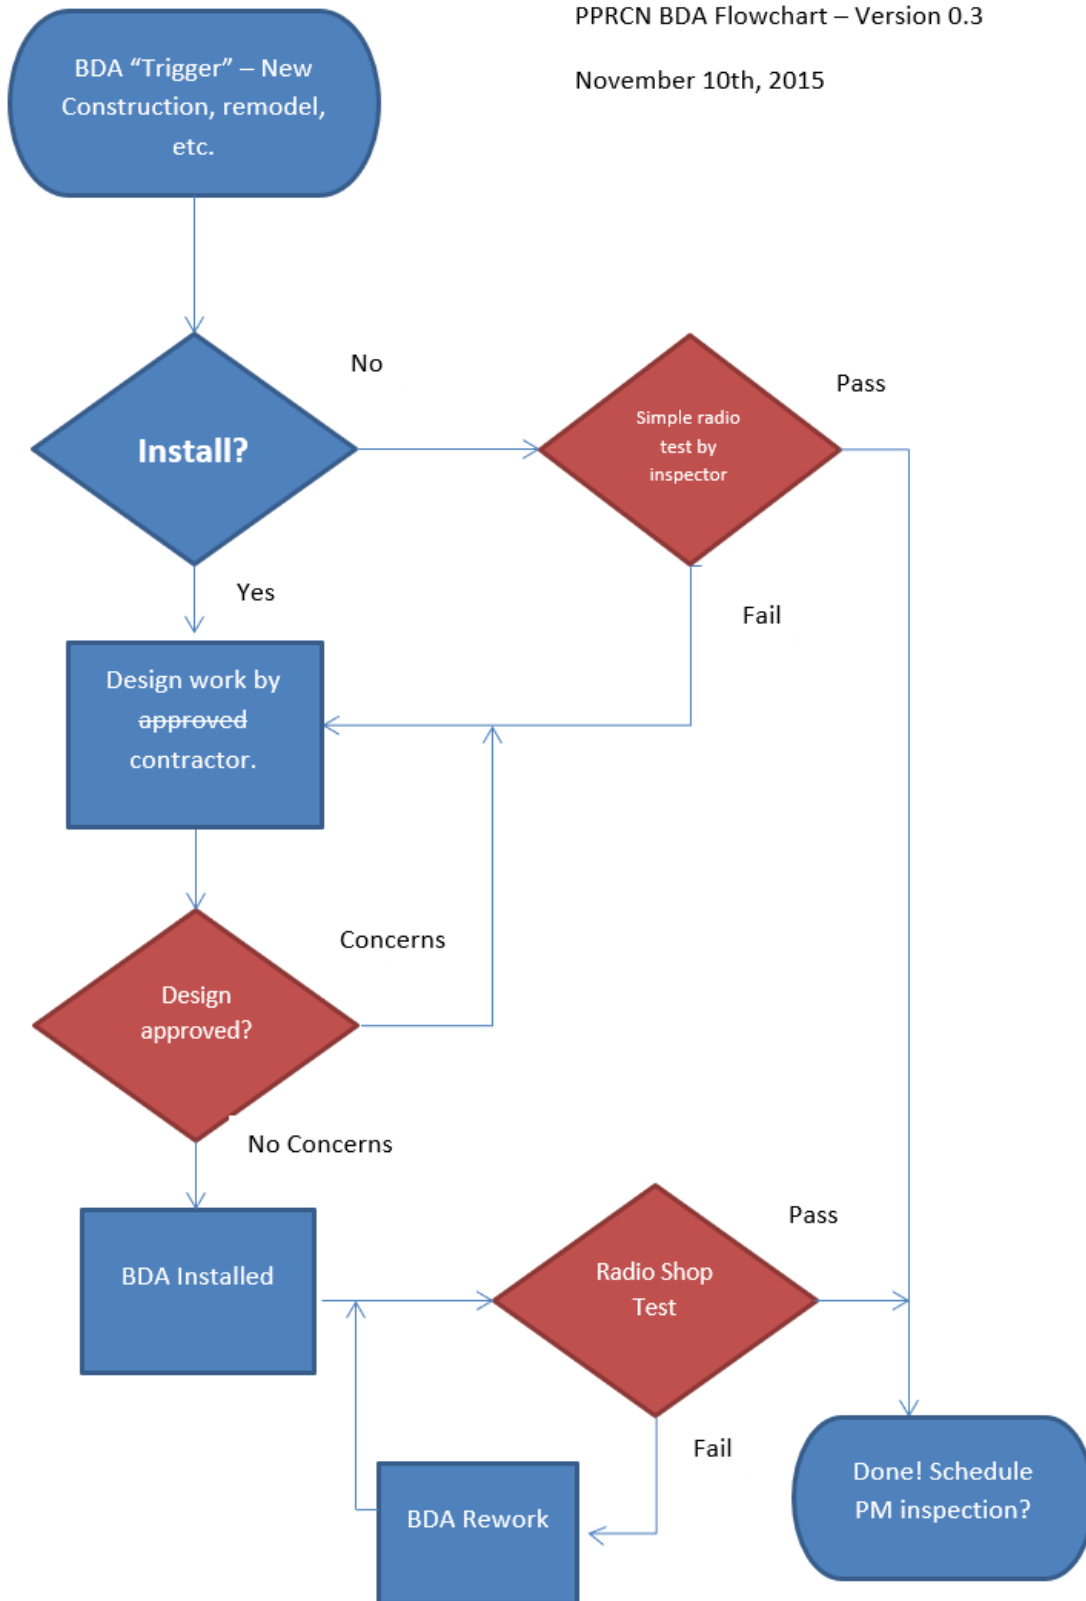 PPRCN BDA Flowchart – Version 0.3
November 10th, 2015
BDA “Trigger” – New
Construction, remodel,
etc.
Install?
No
Simple radio
test by
inspector
Pass
Yes
Fail
Design work by
approved
contractor.
Concerns
Design
approved?
No Concerns
BDA Installed
Radio Shop
Test
Pass
Fail
BDA Rework
Done! Schedule
PM inspection?